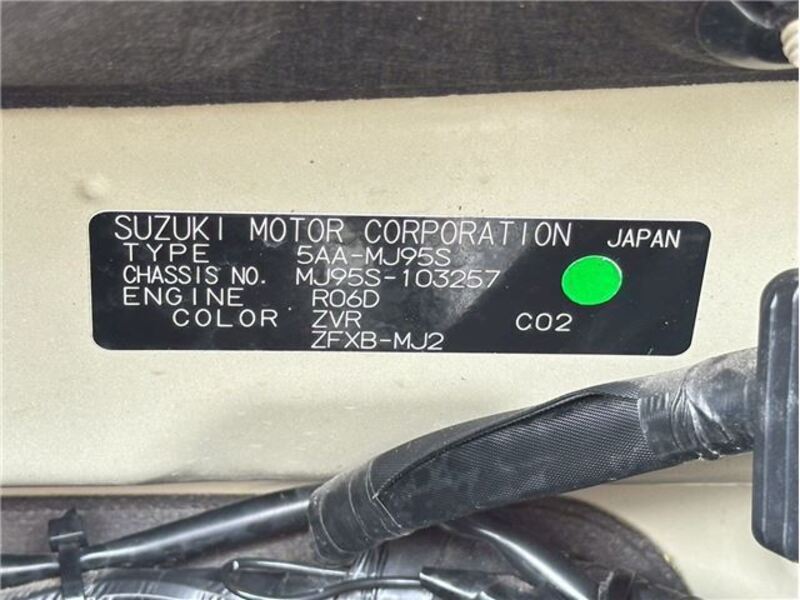 SUZUKI MOTOR CORPORATION JAPAN
TYPE 5AA-MJ95S
CHASSIS NO. MJ95S-103257
ENGINE R06D
COLOR ZVR C02
ZFXB-MJ2